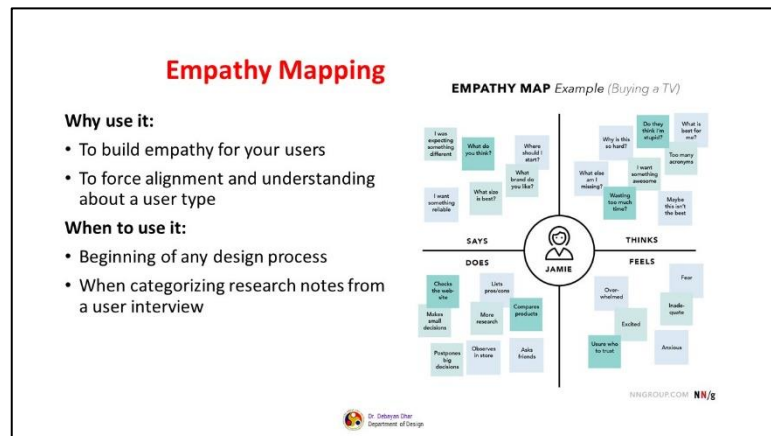 Empathy Mapping
Why use it:
• To build empathy for your users
• To force alignment and understanding
about a user type
When to use it:
• Beginning of any design process
• When categorizing research notes from
a user interview
EMPATHY MAP Example (Buying a TV)
I was
expecting
something
different
What do
you think?
Where
should I
start?
What
brand do
you like?
I want
something
reliable
What size
is best?
SAYS
Why is this
so hard?
Do they
think I'm
stupid?
What is
best for
me?
Too many
acronyms
I want
something
awesome
What else
am I
missing?
Wasting
too much
time?
Maybe
this isn't
the best
THINKS
JAMIE
DOES
Checks
the web-
site
Lists
pros/cons
Compares
products
Makes
small
decisions
More
research
Postpones
big
decisions
Observes
in store
Asks
friends
FEELS
Fear
Over-
whelmed
Inade-
quate
Excited
Unsure who
to trust
Anxious
NNGROUP.COM NN/g
Dr. Debayan Dhar
Department of Design